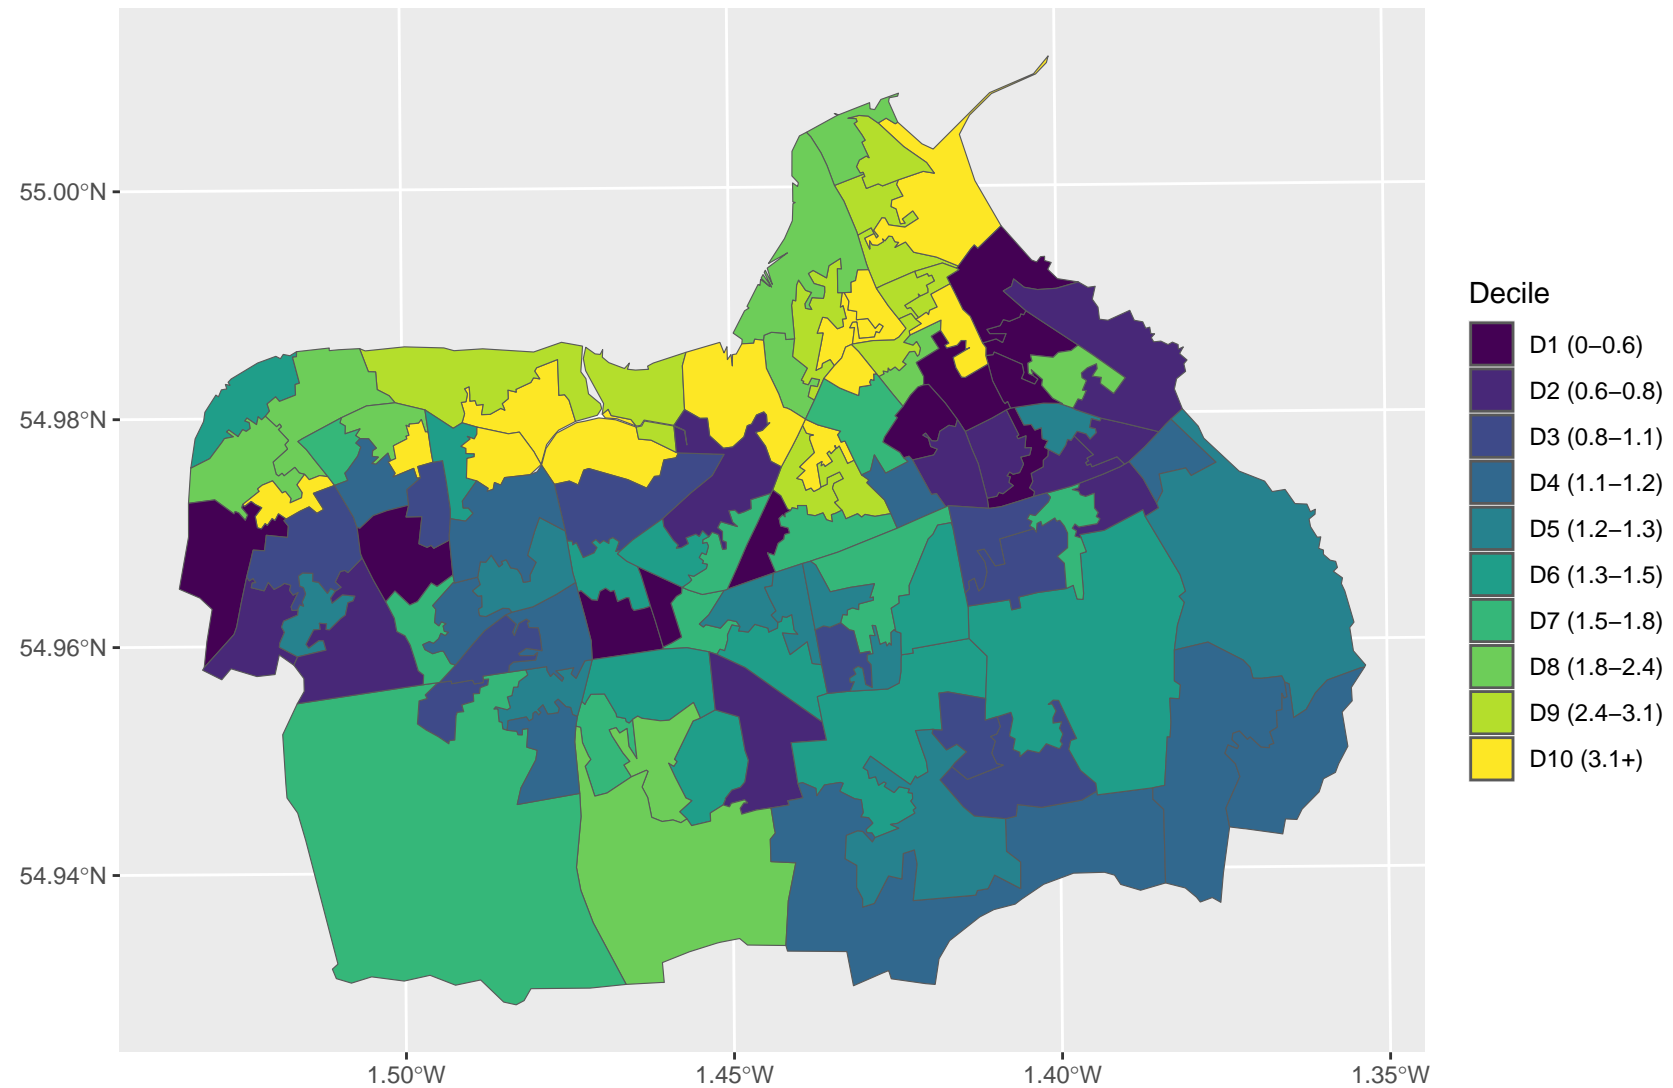 55.00°N
54.98°N
54.96°N
54.94°N
1.50°W
1.45°W
1.40°W
1.35°W
Decile
D1 (0−0.6)
D2 (0.6−0.8)
D3 (0.8−1.1)
D4 (1.1−1.2)
D5 (1.2−1.3)
D6 (1.3−1.5)
D7 (1.5−1.8)
D8 (1.8−2.4)
D9 (2.4−3.1)
D10 (3.1+)